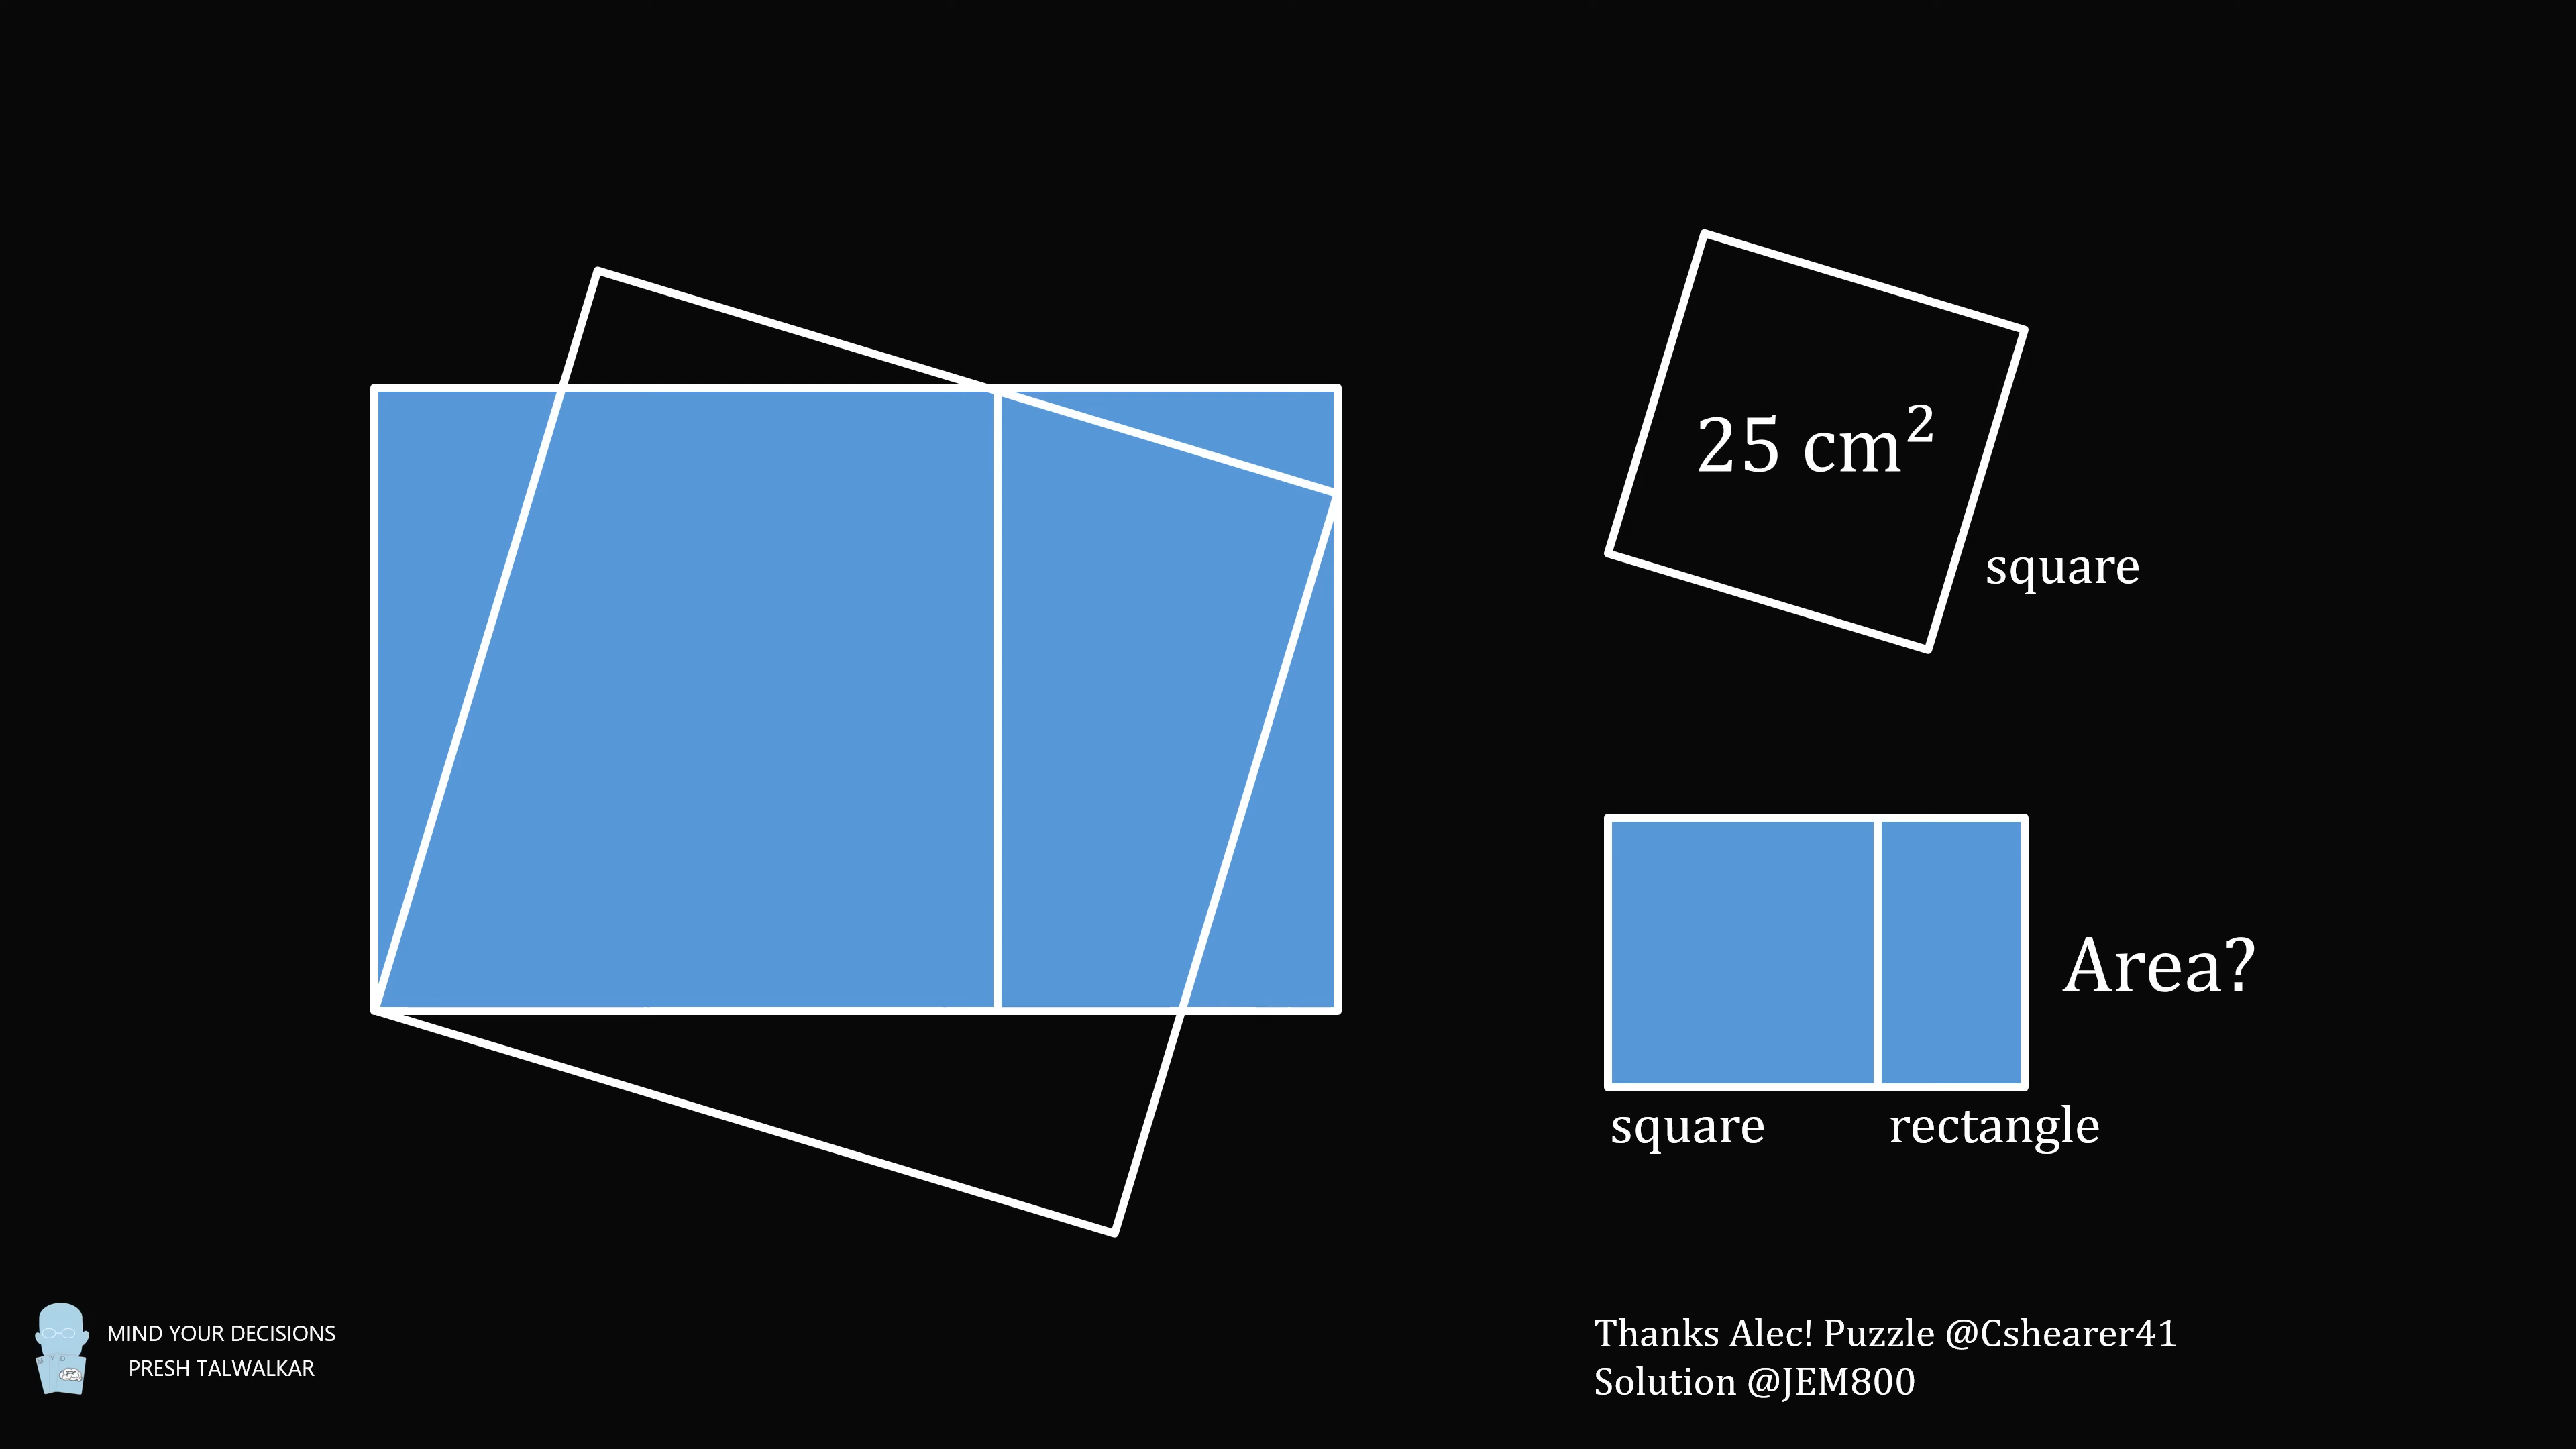 25 cm²
square
Area?
square
rectangle
MIND YOUR DECISIONS
PRESH TALWALKAR
Thanks Alec! Puzzle @Cshearer41
Solution @JEM800